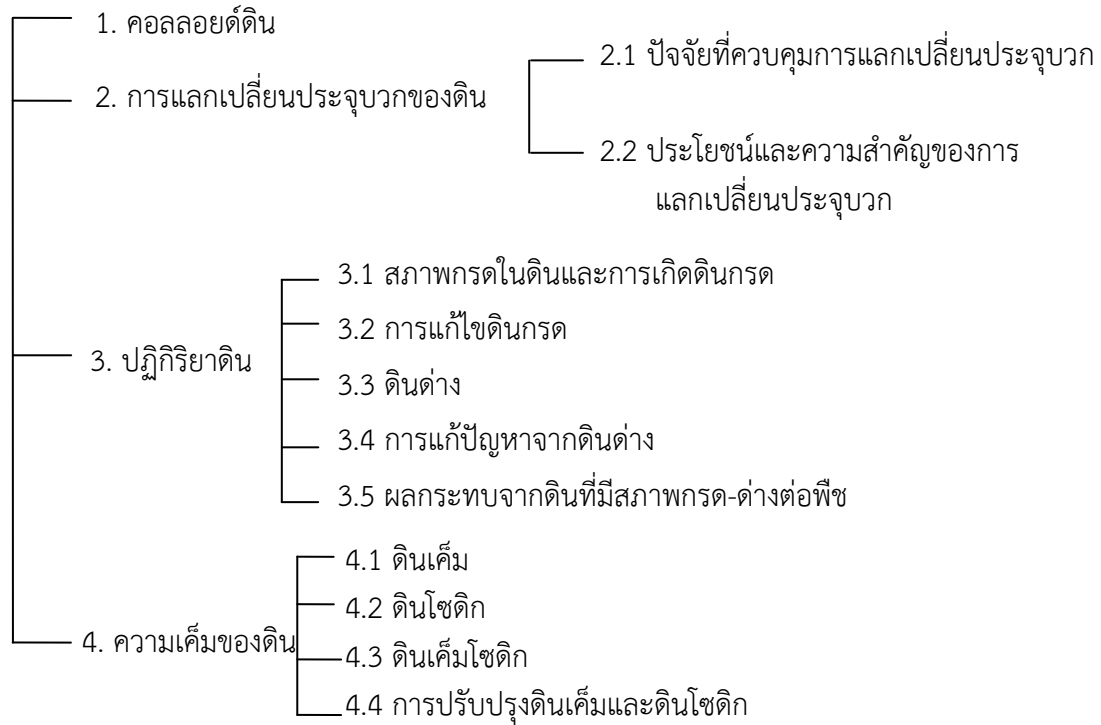 1. คอลลอยด์ดิน
2. การแลกเปลี่ยนประจุบวกของดิน
2.1 ปัจจัยที่ควบคุมการแลกเปลี่ยนประจุบวก
2.2 ประโยชน์และความสำคัญของการ
แลกเปลี่ยนประจุบวก
3. ปฏิกิริยาดิน
3.1 สภาพกรดในดินและการเกิดดินกรด
3.2 การแก้ไขดินกรด
3.3 ดินด่าง
3.4 การแก้ปัญหาจากดินด่าง
3.5 ผลกระทบจากดินที่มีสภาพกรด-ด่างต่อพืช
4. ความเค็มของดิน
4.1 ดินเค็ม
4.2 ดินโซดิก
4.3 ดินเค็มโซดิก
4.4 การปรับปรุงดินเค็มและดินโซดิก